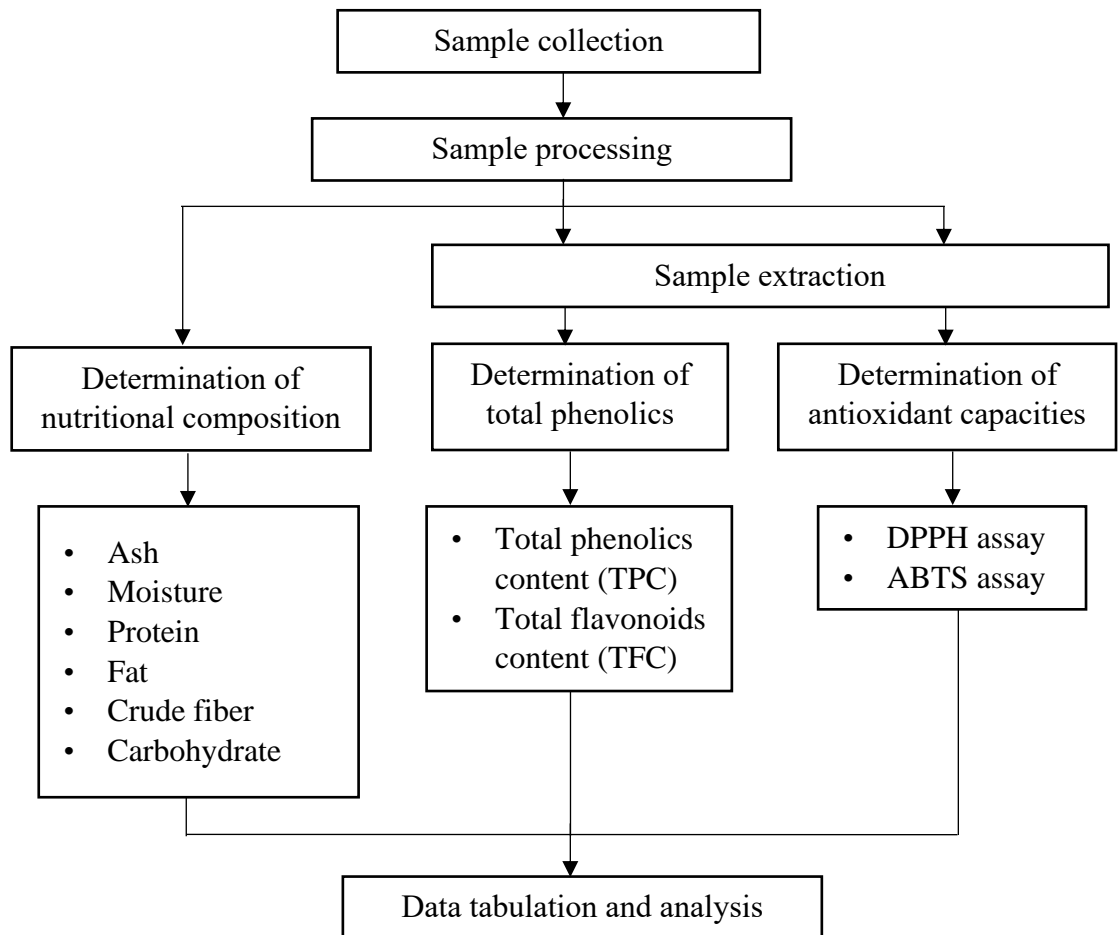 Sample collection
Sample processing
Sample extraction
Determination of
nutritional composition
Determination of
total phenolics
Determination of
antioxidant capacities
• Ash
• Moisture
• Protein
• Fat
• Crude fiber
• Carbohydrate
• Total phenolics
content (TPC)
• Total flavonoids
content (TFC)
• DPPH assay
• ABTS assay
Data tabulation and analysis